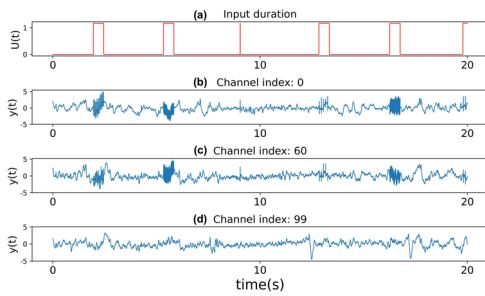 (a) Input duration
U(t)
1
0
0 10 20
(b) Channel index: 0
y(t)
5
0
-5
0 10 20
(c) Channel index: 60
y(t)
5
0
-5
0 10 20
(d) Channel index: 99
y(t)
5
0
-5
0 10 20
time(s)